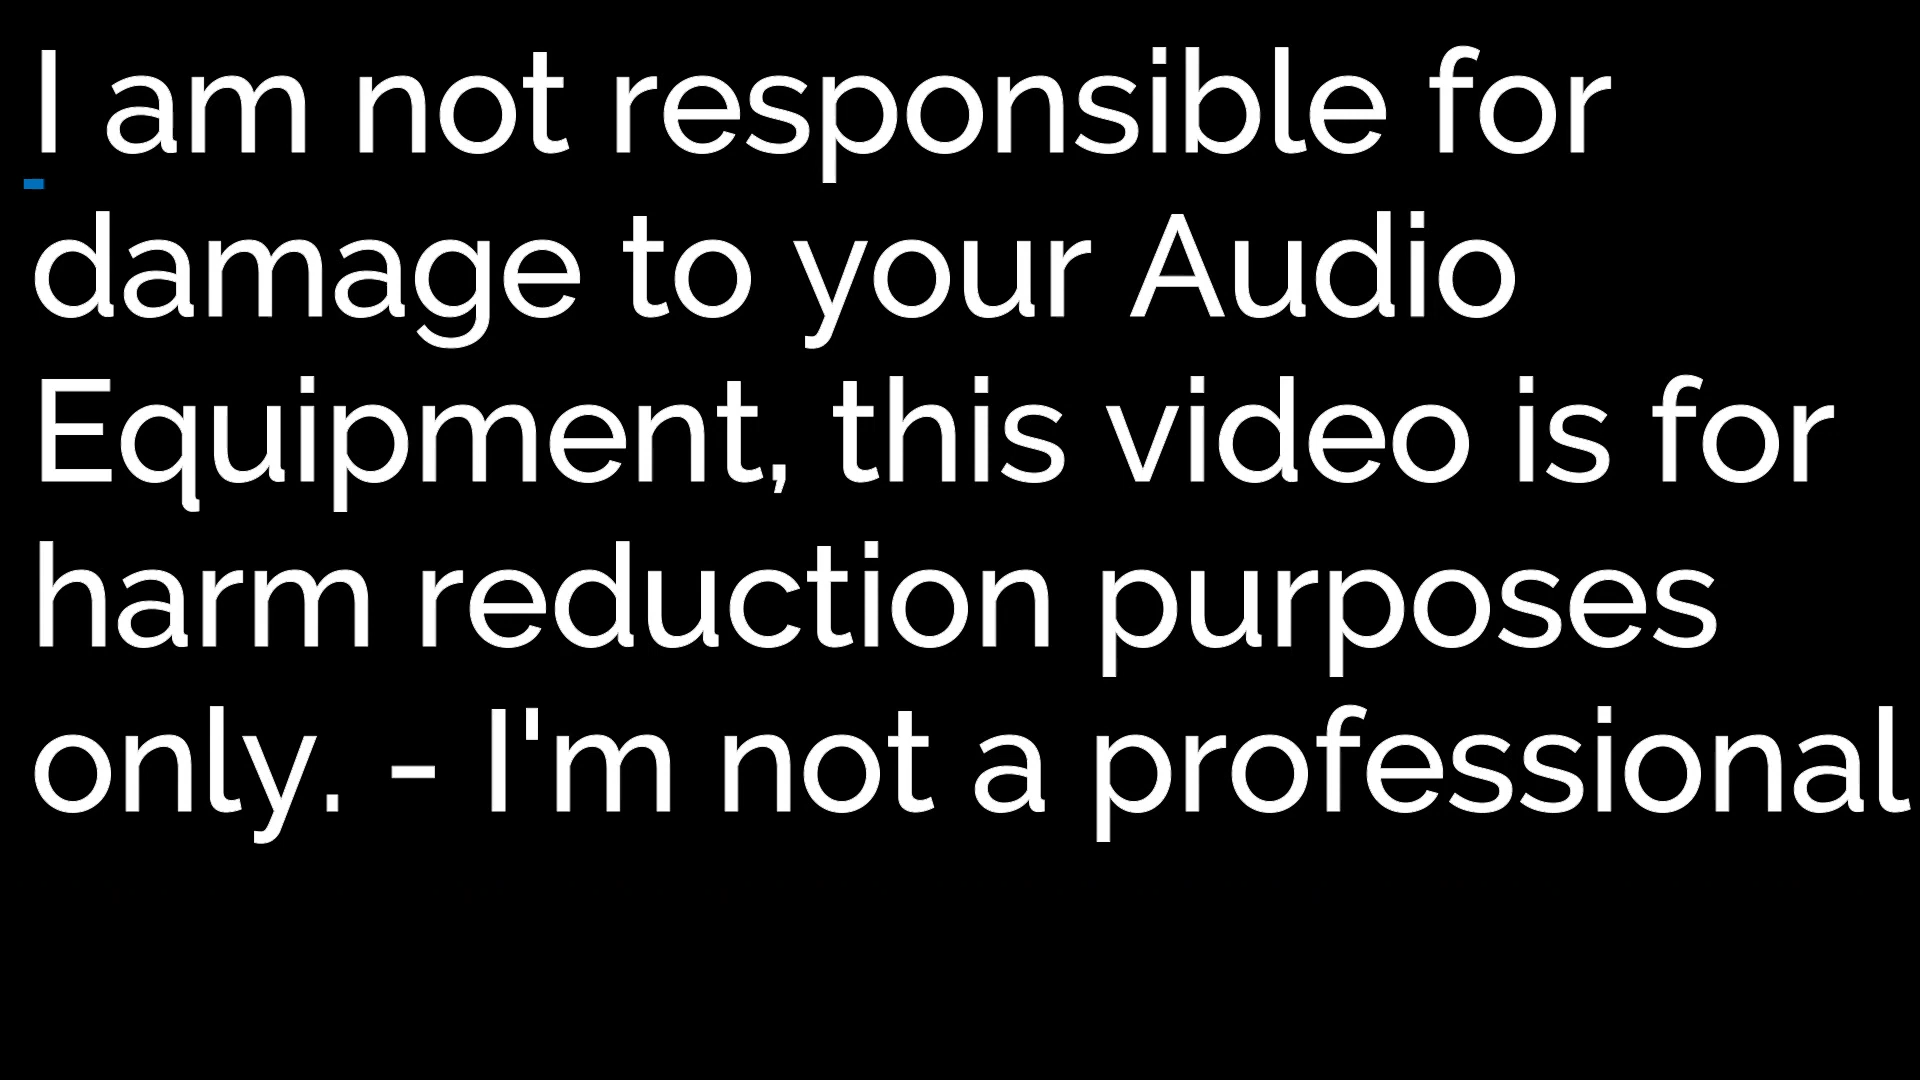 I am not responsible for
damage to your Audio
Equipment, this video is for
harm reduction purposes
only. - I'm not a professional